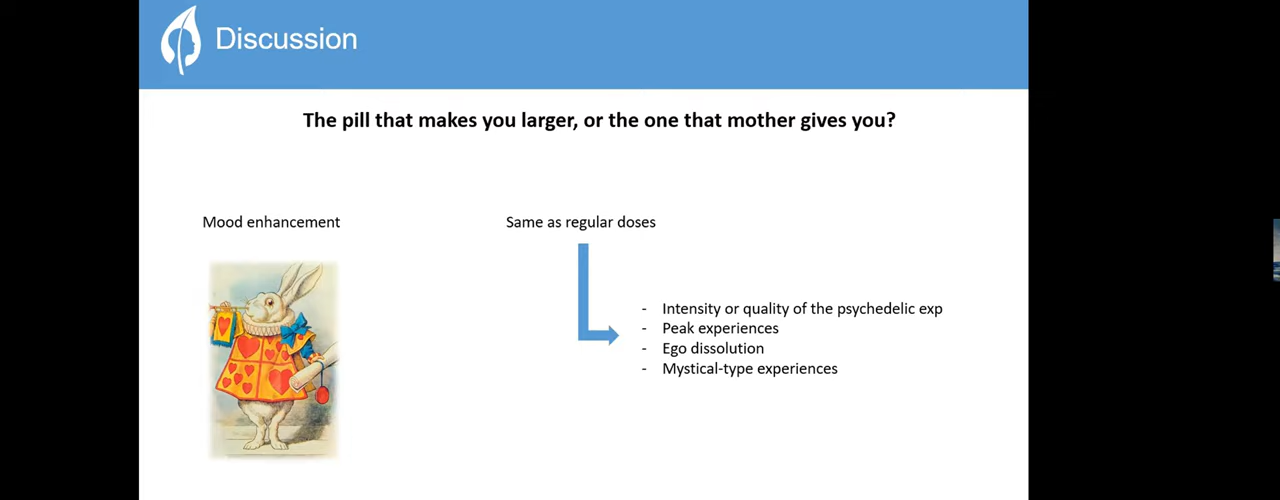 Discussion
The pill that makes you larger, or the one that mother gives you?
Mood enhancement
Same as regular doses
- Intensity or quality of the psychedelic exp
- Peak experiences
- Ego dissolution
- Mystical-type experiences